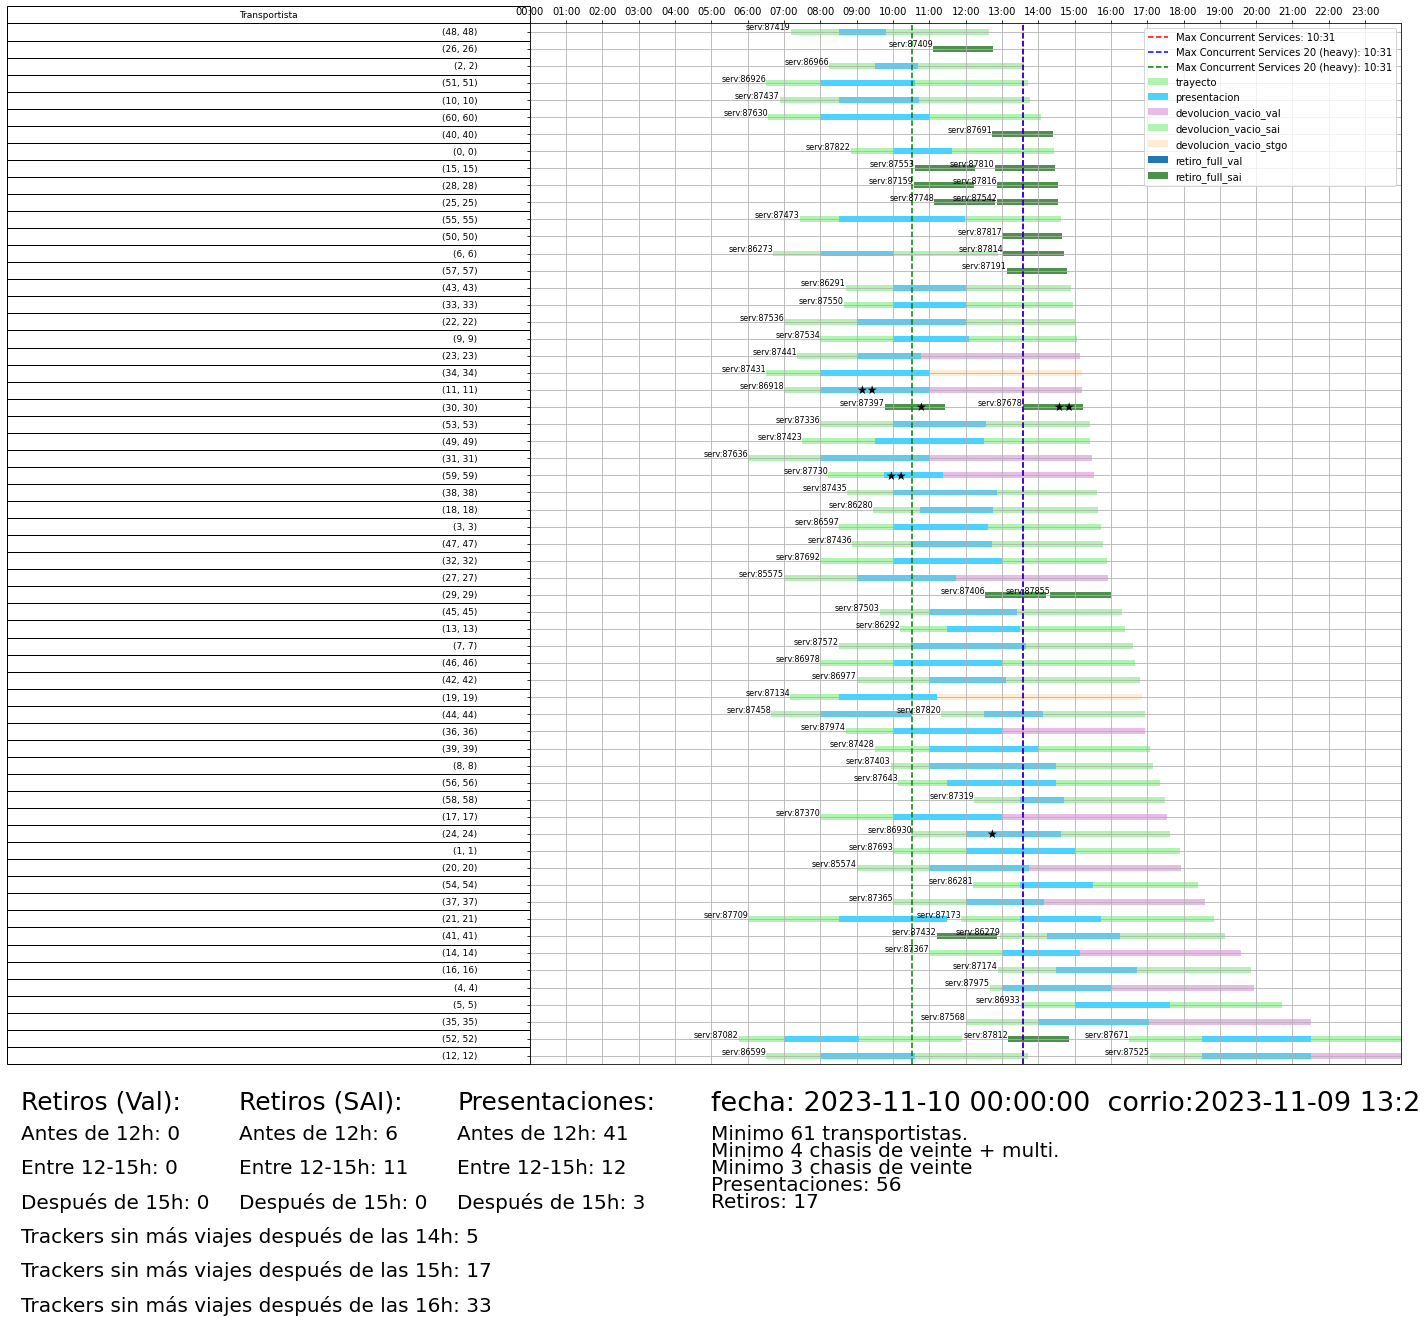 Transportista
00:00 01:00 02:00 03:00 04:00 05:00 06:00 07:00 08:00 09:00 10:00 11:00 12:00 13:00 14:00 15:00 16:00 17:00 18:00 19:00 20:00 21:00 22:00 23:00
Max Concurrent Services: 10:31
Max Concurrent Services 20 (heavy): 10:31
Max Concurrent Services 20 (heavy): 10:31
trayecto
presentacion
devolucion_vacio_val
devolucion_vacio_sai
devolucion_vacio_stgo
retiro_full_val
retiro_full_sai
(48, 48) serv:87419
(26, 26) serv:87409
(2, 2) serv:86966
(51, 51) serv:86926
(10, 10) serv:87437
(60, 60) serv:87630
(40, 40) serv:87691
(0, 0) serv:87822
(15, 15) serv:87553 serv:87810
(28, 28) serv:87159 serv:87816
(25, 25) serv:87748 serv:87542
(55, 55) serv:87473
(50, 50) serv:87817
(6, 6) serv:86273 serv:87814
(57, 57) serv:87191
(43, 43) serv:86291
(33, 33) serv:87550
(22, 22) serv:87536
(9, 9) serv:87534
(23, 23) serv:87441
(34, 34) serv:87431
(11, 11) serv:86918
(30, 30) serv:87397 serv:87678
(53, 53) serv:87336
(49, 49) serv:87423
(31, 31) serv:87636
(59, 59) serv:87730
(38, 38) serv:87435
(18, 18) serv:86280
(3, 3) serv:86597
(47, 47) serv:87436
(32, 32) serv:87692
(27, 27) serv:85575
(29, 29) serv:87406 serv:87855
(45, 45) serv:87503
(13, 13) serv:86292
(7, 7) serv:87572
(46, 46) serv:86978
(42, 42) serv:86977
(19, 19) serv:87134
(44, 44) serv:87458 serv:87820
(36, 36) serv:87974
(39, 39) serv:87428
(8, 8) serv:87403
(56, 56) serv:87643
(58, 58) serv:87319
(17, 17) serv:87370
(24, 24) serv:86930
(1, 1) serv:87693
(20, 20) serv:85574
(54, 54) serv:86281
(37, 37) serv:87365
(21, 21) serv:87709 serv:87173
(41, 41) serv:87432 serv:86279
(14, 14) serv:87367
(16, 16) serv:87174
(4, 4) serv:87975
(5, 5) serv:86933
(35, 35) serv:87568
(52, 52) serv:87082 serv:87812 serv:87671
(12, 12) serv:86599 serv:87525
Retiros (Val):
Antes de 12h: 0
Entre 12-15h: 0
Después de 15h: 0
Retiros (SAI):
Antes de 12h: 6
Entre 12-15h: 11
Después de 15h: 0
Presentaciones:
Antes de 12h: 41
Entre 12-15h: 12
Después de 15h: 3
Trackers sin más viajes después de las 14h: 5
Trackers sin más viajes después de las 15h: 17
Trackers sin más viajes después de las 16h: 33
fecha: 2023-11-10 00:00:00 corrio:2023-11-09 13:2
Minimo 61 transportistas.
Minimo 4 chasis de veinte + multi.
Minimo 3 chasis de veinte
Presentaciones: 56
Retiros: 17